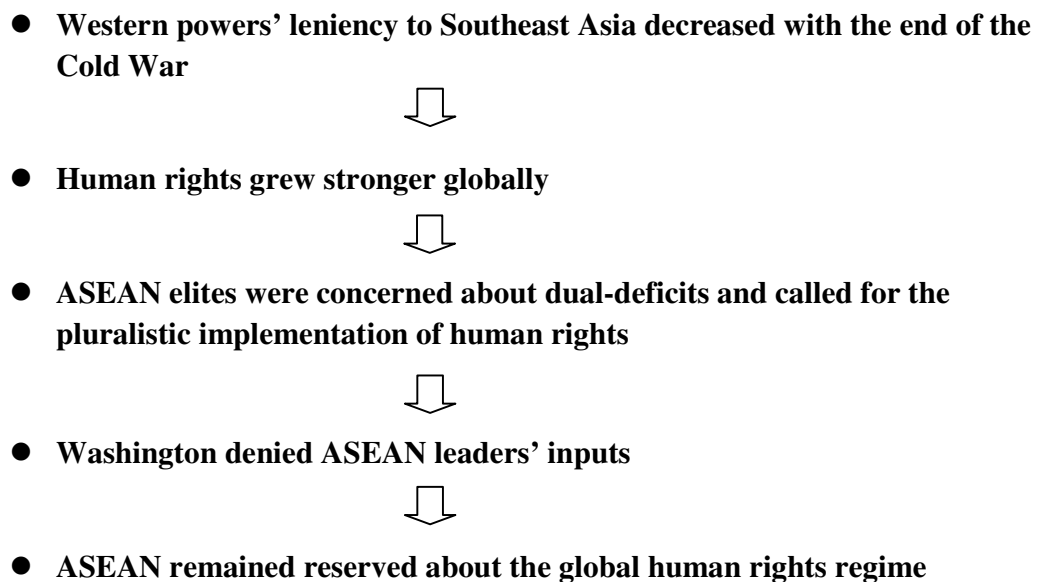 ● Western powers’ leniency to Southeast Asia decreased with the end of the
Cold War
● Human rights grew stronger globally
● ASEAN elites were concerned about dual-deficits and called for the
pluralistic implementation of human rights
● Washington denied ASEAN leaders’ inputs
● ASEAN remained reserved about the global human rights regime